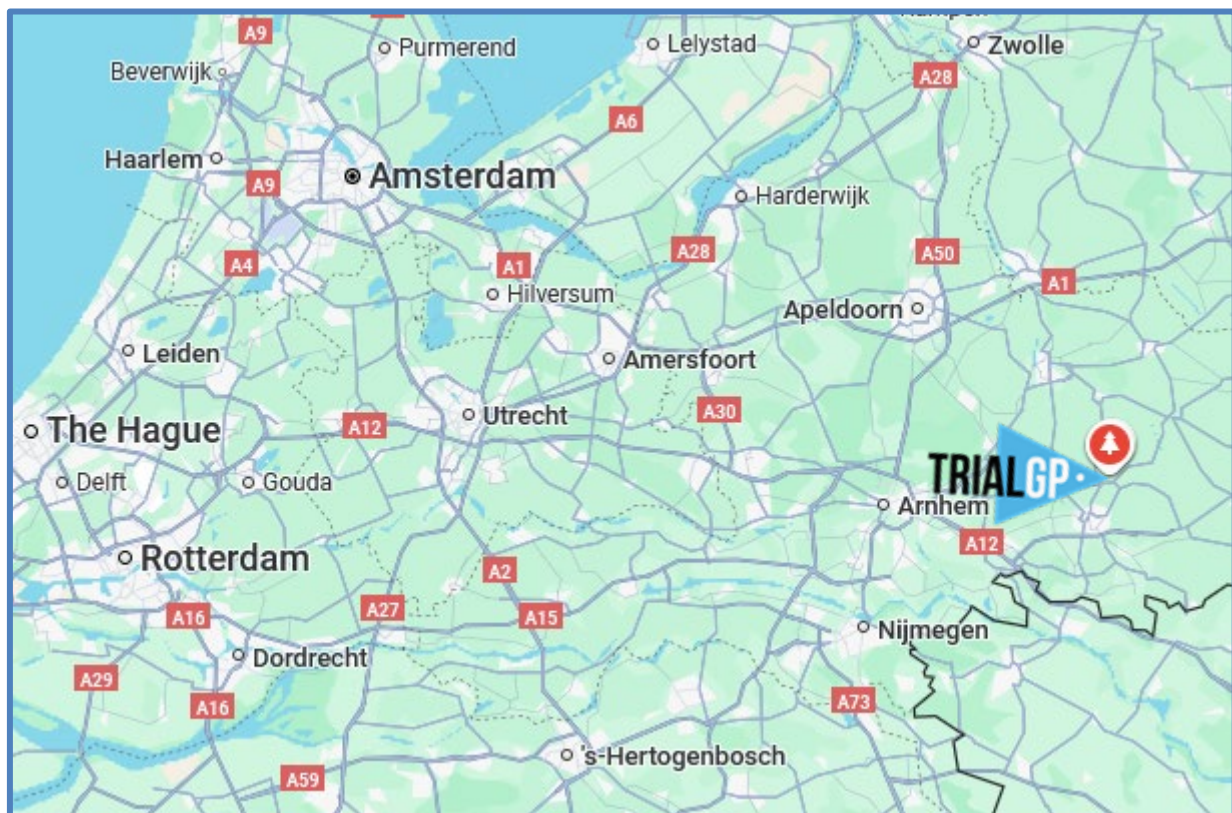 A9
Purmerend
Lelystad
Zwolle
Beverwijk
A28
A6
Haarlem
Amsterdam
A9
Harderwijk
A4
A1
A28
A50
A1
Hilversum
Apeldoorn
Leiden
Amersfoort
Utrecht
A30
The Hague
A12
Delft
Gouda
TRIALGP
Arnhem
A12
Rotterdam
A2
A16
A27
A15
Dordrecht
Nijmegen
A29
A16
A73
's-Hertogenbosch
A59